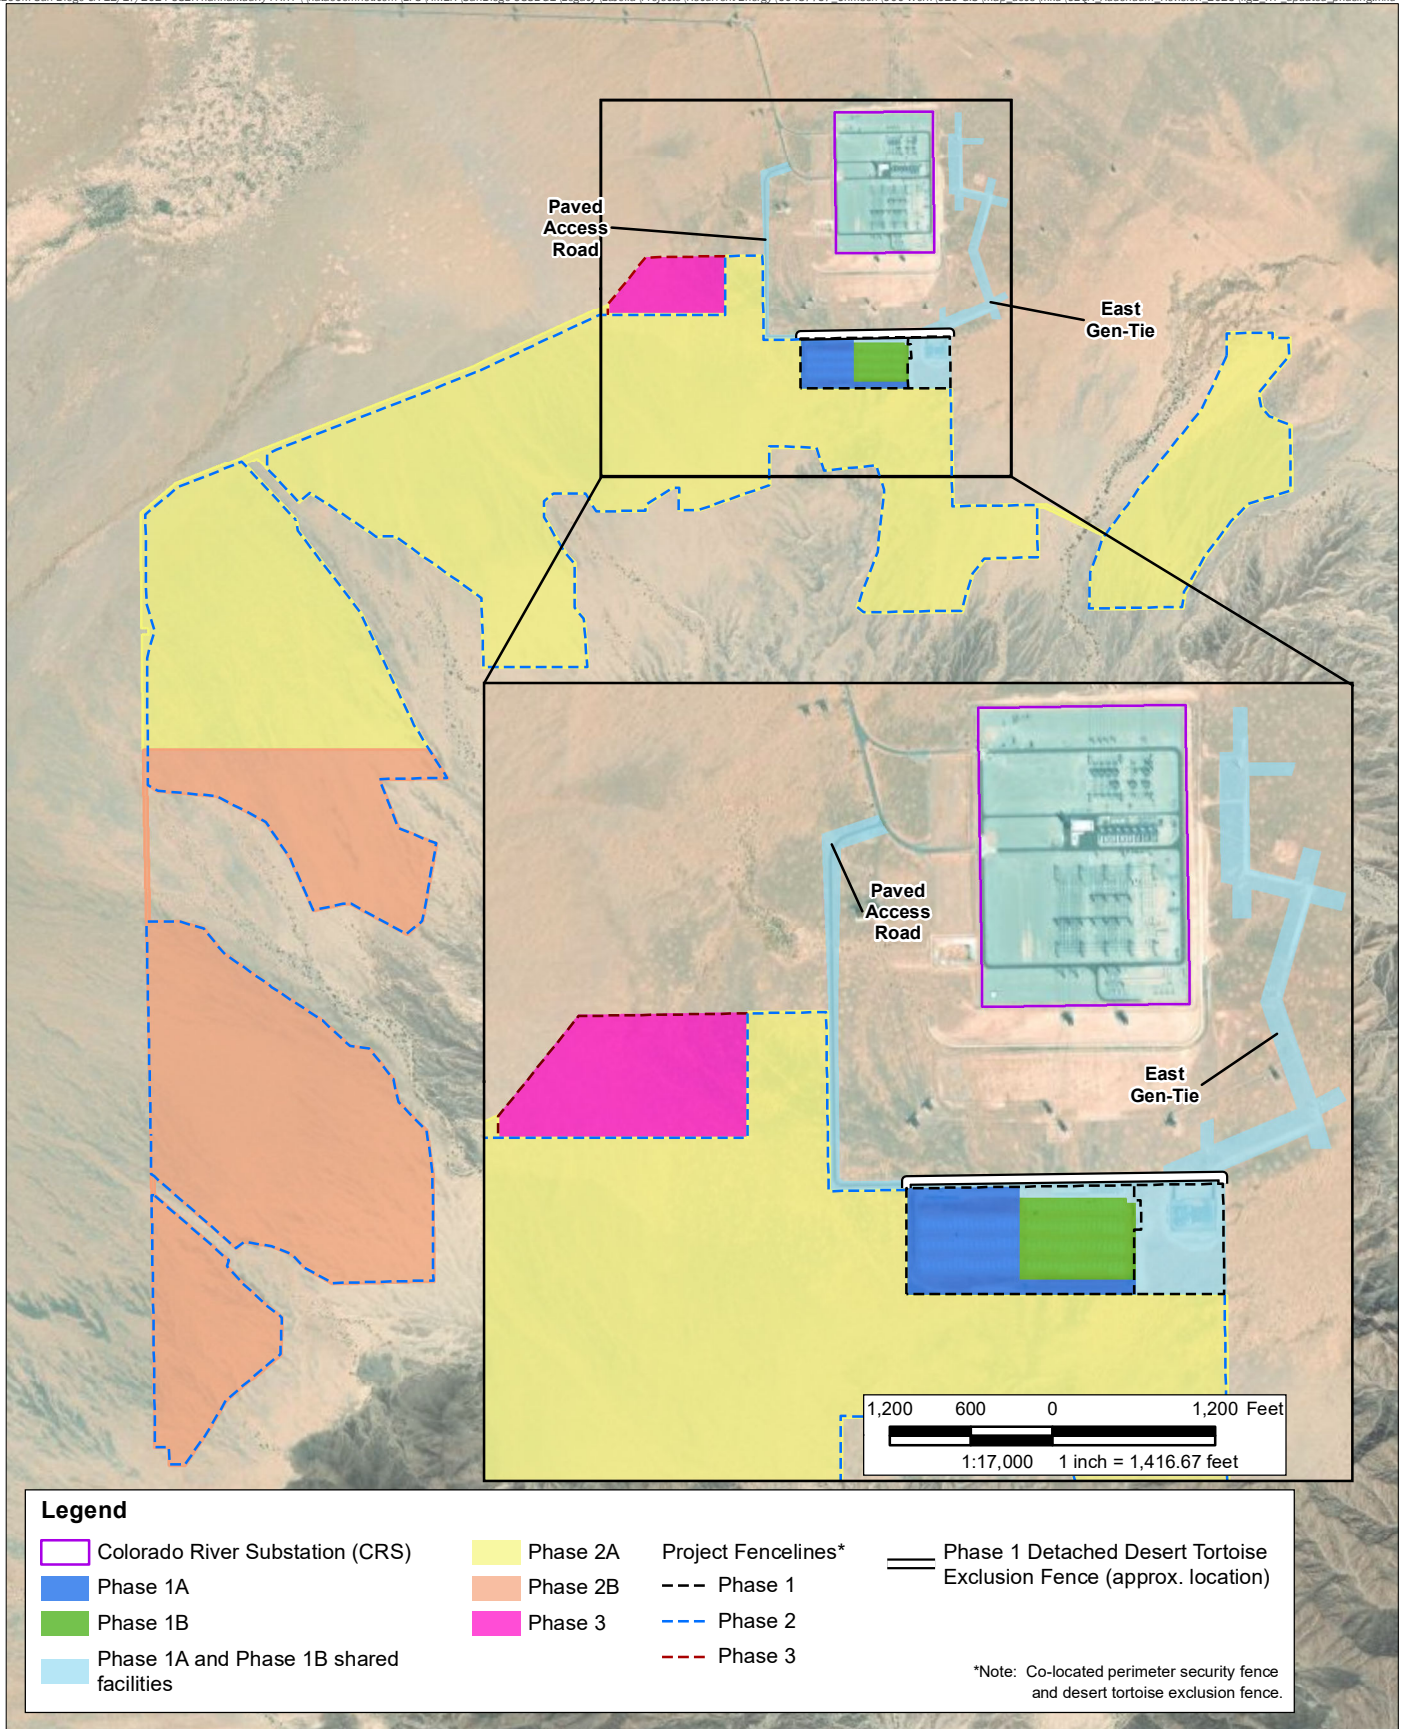 Paved
Access
Road
East
Gen-Tie
Paved
Access
Road
East
Gen-Tie
1,200 600 0 1,200 Feet
1:17,000 1 inch = 1,416.67 feet
Legend
Colorado River Substation (CRS)
Phase 1A
Phase 1B
Phase 1A and Phase 1B shared
facilities
Phase 2A
Phase 2B
Phase 3
Project Fencelines*
Phase 1
Phase 2
Phase 3
Phase 1 Detached Desert Tortoise
Exclusion Fence (approx. location)
*Note: Co-located perimeter security fence
and desert tortoise exclusion fence.